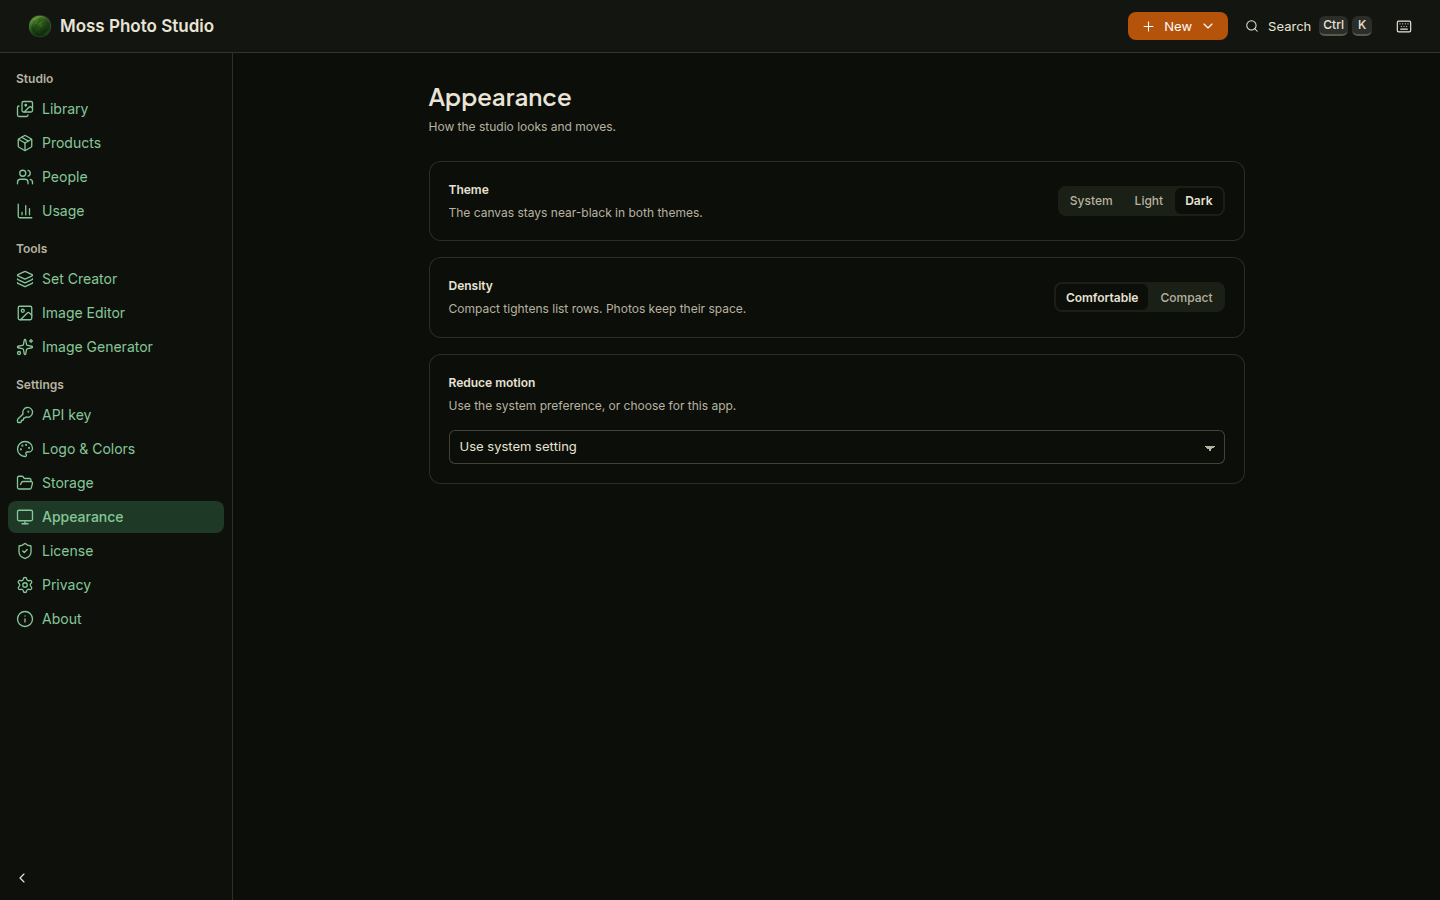 Moss Photo Studio
New
Search Ctrl K
Studio
Library
Products
People
Usage
Tools
Set Creator
Image Editor
Image Generator
Settings
API key
Logo & Colors
Storage
Appearance
License
Privacy
About
Appearance
How the studio looks and moves.
Theme
The canvas stays near-black in both themes.
System Light Dark
Density
Compact tightens list rows. Photos keep their space.
Comfortable Compact
Reduce motion
Use the system preference, or choose for this app.
Use system setting